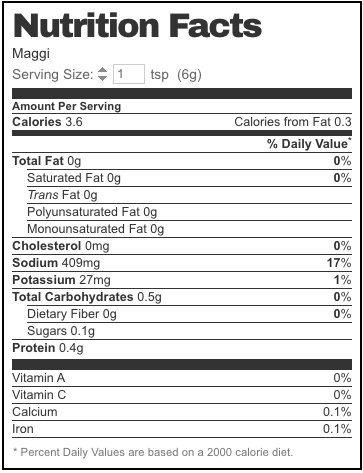 Nutrition Facts
Maggi
Serving Size: 1 tsp (6g)
Amount Per Serving
Calories 3.6 Calories from Fat 0.3
% Daily Value*
Total Fat 0g 0%
Saturated Fat 0g 0%
Trans Fat 0g
Polyunsaturated Fat 0g
Monounsaturated Fat 0g
Cholesterol 0mg 0%
Sodium 409mg 17%
Potassium 27mg 1%
Total Carbohydrates 0.5g 0%
Dietary Fiber 0g 0%
Sugars 0.1g
Protein 0.4g
Vitamin A 0%
Vitamin C 0%
Calcium 0.1%
Iron 0.1%
* Percent Daily Values are based on a 2000 calorie diet.